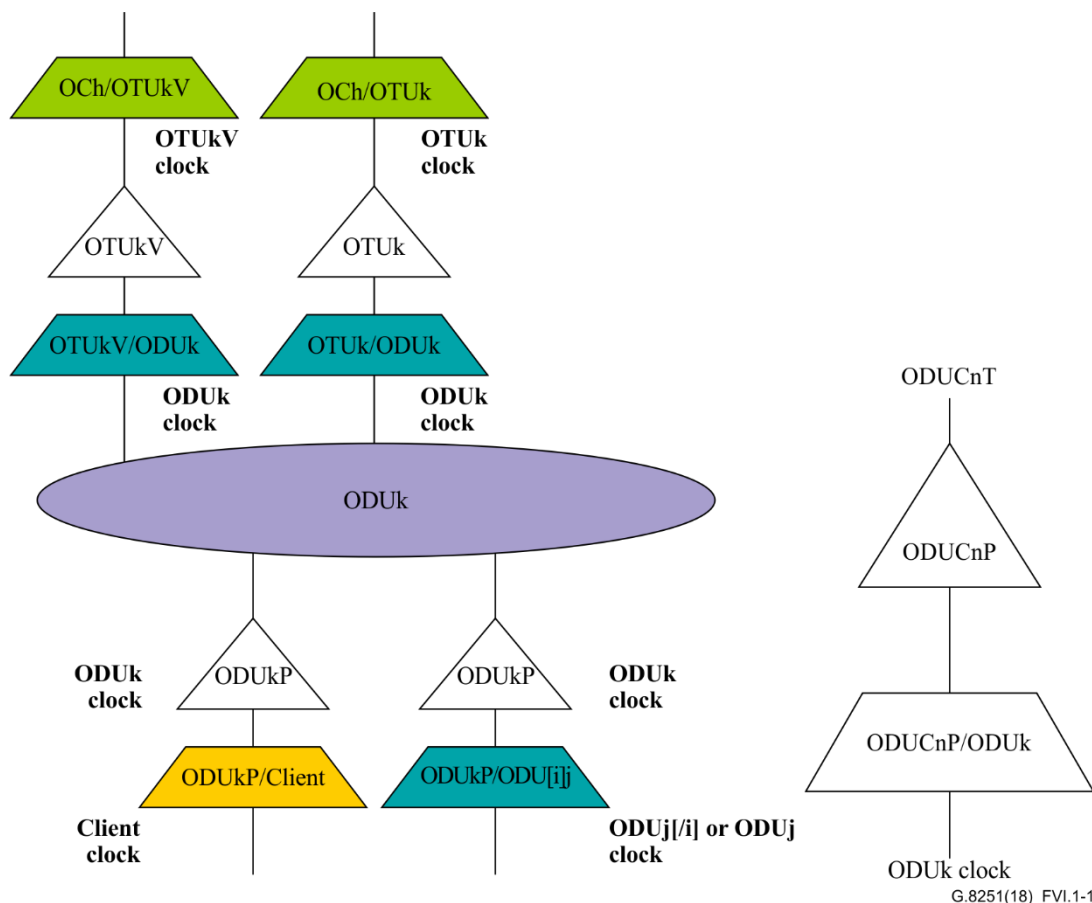 OCh/OTUkV
OCh/OTUk
OTUkV
clock
OTUk
clock
OTUkV
OTUk
OTUkV/ODUk
OTUk/ODUk
ODUk
clock
ODUk
clock
ODUk
ODUk
clock
ODUkP
ODUkP
ODUk
clock
ODUkP/Client
ODUkP/ODU[i]j
Client
clock
ODUj[/i] or ODUj
clock
ODUCnT
ODUCnP
ODUCnP/ODUk
ODUk clock
G.8251(18)_FVI.1-1